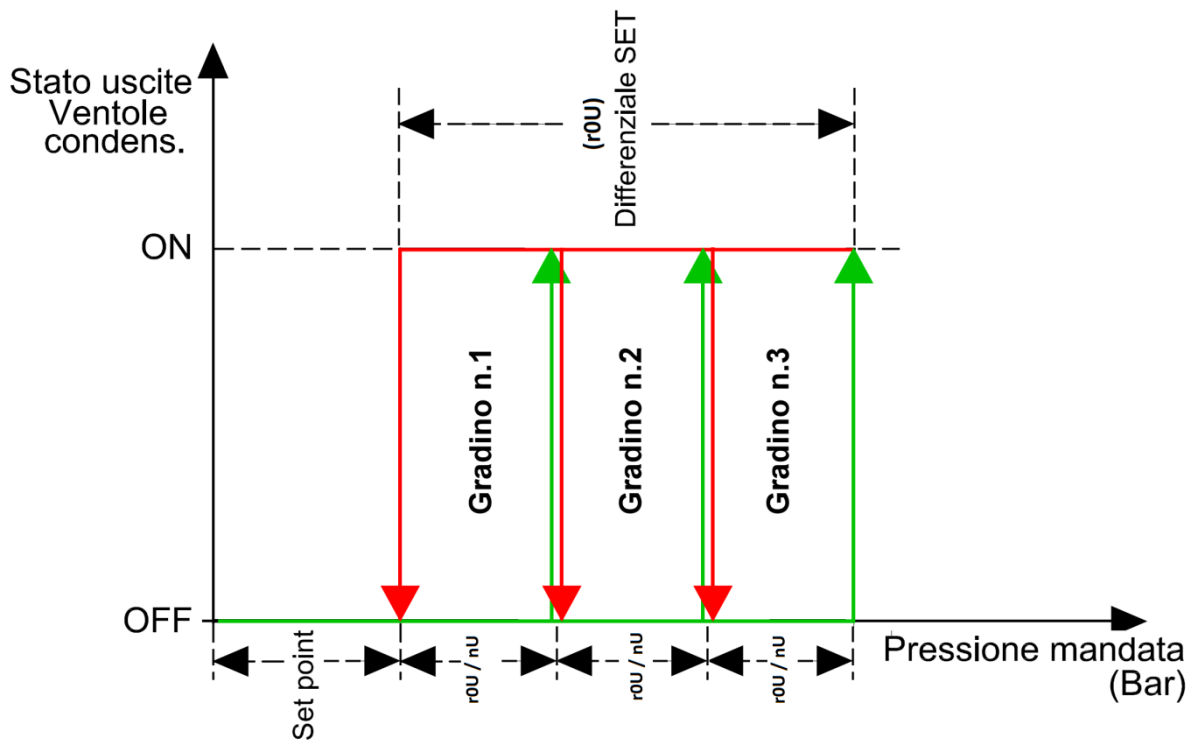 Stato uscite
Ventole
condens.
(r0U)
Differenziale SET
ON
Gradino n.1
Gradino n.2
Gradino n.3
OFF
Set point
r0U / nU
r0U / nU
r0U / nU
Pressione mandata
(Bar)